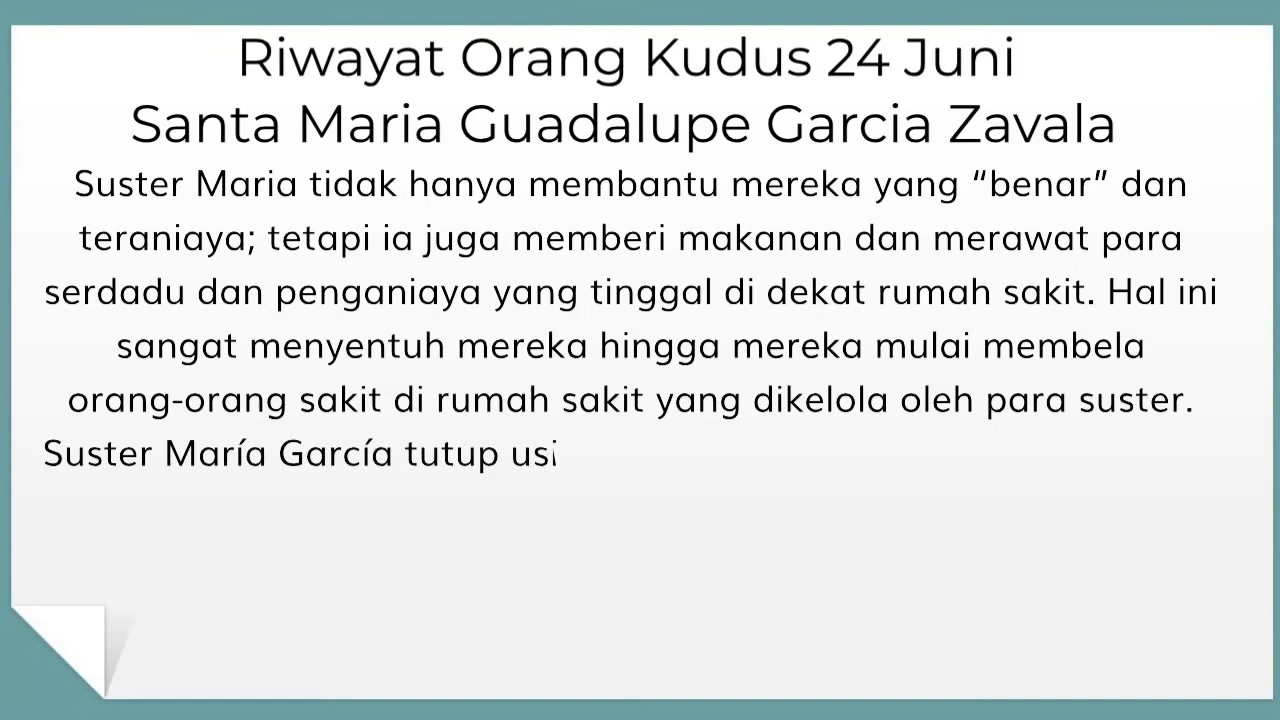 Riwayat Orang Kudus 24 Juni
Santa Maria Guadalupe Garcia Zavala
Suster Maria tidak hanya membantu mereka yang “benar” dan
teraniaya; tetapi ia juga memberi makanan dan merawat para
serdadu dan penganiaya yang tinggal di dekat rumah sakit. Hal ini
sangat menyentuh mereka hingga mereka mulai membela
orang-orang sakit di rumah sakit yang dikelola oleh para suster.
Suster María García tutup usi